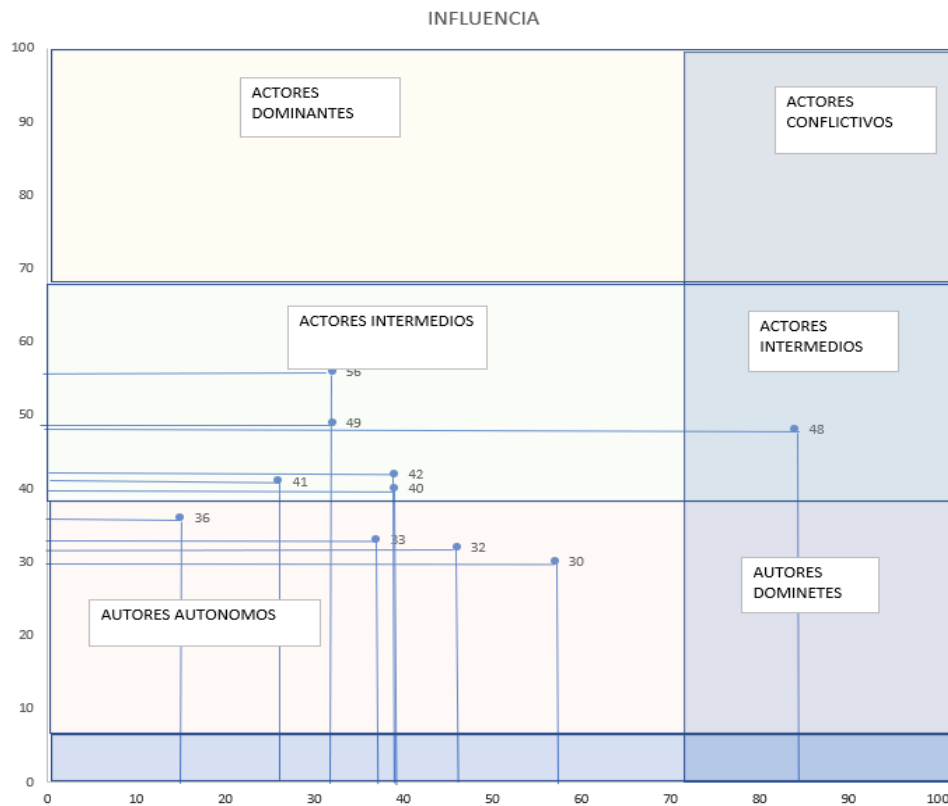 INFLUENCIA
100
ACTORES
DOMINANTES
ACTORES
CONFLICTIVOS
90
80
70
ACTORES INTERMEDIOS
ACTORES
INTERMEDIOS
60
56
50
49
48
42
41
40
40
36
33
32
30
30
AUTORES
DOMINETES
AUTORES AUTONOMOS
20
10
0
0 10 20 30 40 50 60 70 80 90 100